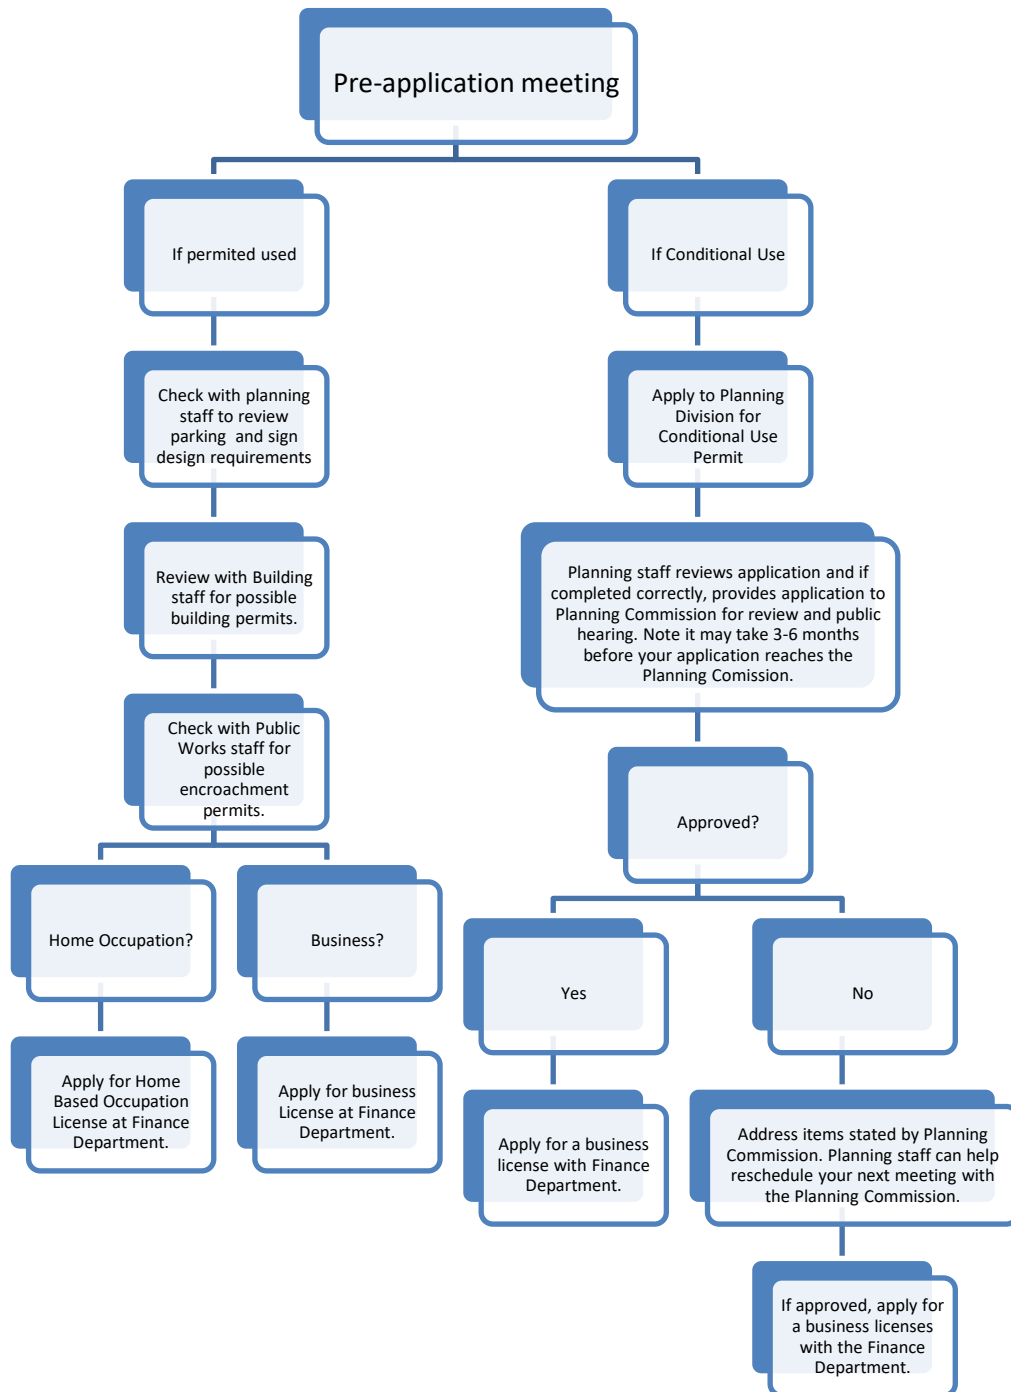 Pre-application meeting
If permited used
If Conditional Use
Check with planning
staff to review
parking and sign
design requirements
Apply to Planning
Division for
Conditional Use
Permit
Review with Building
staff for possible
building permits.
Planning staff reviews application and if
completed correctly, provides application to
Planning Commission for review and public
hearing. Note it may take 3-6 months
before your application reaches the
Planning Comission.
Check with Public
Works staff for
possible
encroachment
permits.
Approved?
Home Occupation?
Business?
Yes
No
Apply for Home
Based Occupation
License at Finance
Department.
Apply for business
License at Finance
Department.
Apply for a business
license with Finance
Department.
Address items stated by Planning
Commission. Planning staff can help
reschedule your next meeting with
the Planning Commission.
If approved, apply for
a business licenses
with the Finance
Department.